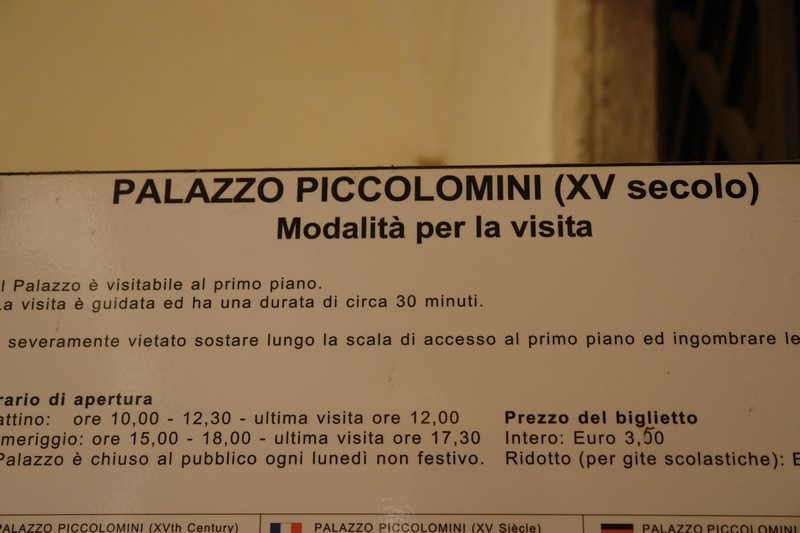 PALAZZO PICCOLOMINI (XV secolo)
Modalità per la visita
l Palazzo è visitabile al primo piano.
La visita è guidata ed ha una durata di circa 30 minuti.
severamente vietato sostare lungo la scala di accesso al primo piano ed ingombrare le
rario di apertura
attino: ore 10,00 - 12,30 - ultima visita ore 12,00
meriggio: ore 15,00 - 18,00 - ultima visita ore 17,30
Palazzo è chiuso al pubblico ogni lunedì non festivo.
Prezzo del biglietto
Intero: Euro 3,50
Ridotto (per gite scolastiche): E
PALAZZO PICCOLOMINI (XVth Century)
PALAZZO PICCOLOMINI (XV Siècle)
PALAZZO PICCOLOMINI